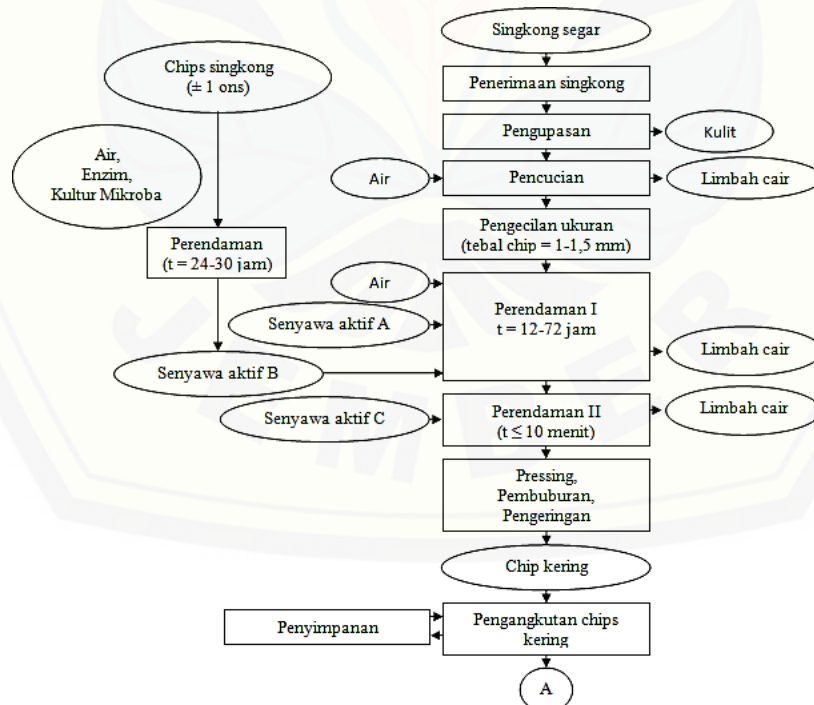 Singkong segar
Chips singkong
(± 1 ons)
Penerimaan singkong
Pengupasan
Kulit
Air,
Enzim,
Kultur Mikroba
Air
Pencucian
Limbah cair
Pengecilan ukuran
(tebal chip = 1-1,5 mm)
Perendaman
(t = 24-30 jam)
Air
Perendaman I
t = 12-72 jam
Senyawa aktif A
Limbah cair
Senyawa aktif B
Senyawa aktif C
Perendaman II
(t ≤ 10 menit)
Limbah cair
Pressing,
Pembuburan,
Pengeringan
Chip kering
Penyimpanan
Pengangkutan chips
kering
A
JEMBER